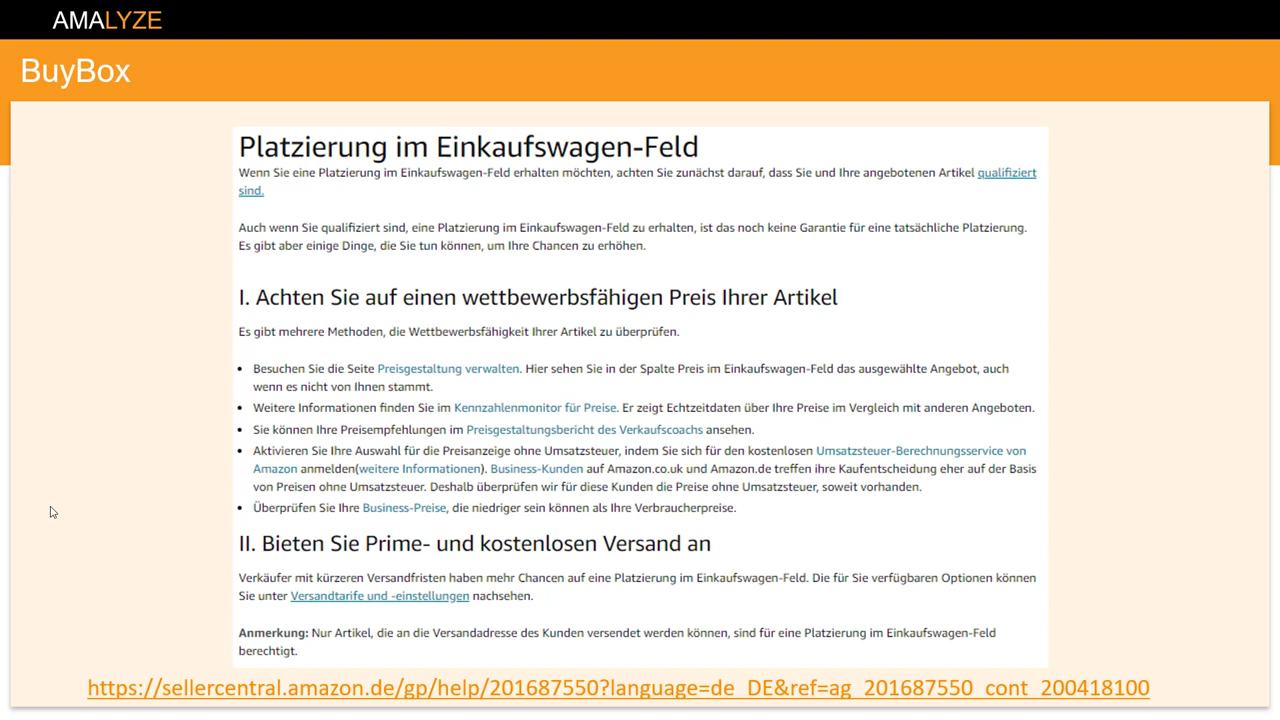 AMALYZE
BuyBox
Platzierung im Einkaufswagen-Feld
Wenn Sie eine Platzierung im Einkaufswagen-Feld erhalten möchten, achten Sie zunächst darauf, dass Sie und Ihre angebotenen Artikel qualifiziert
sind.
Auch wenn Sie qualifiziert sind, eine Platzierung im Einkaufswagen-Feld zu erhalten, ist das noch keine Garantie für eine tatsächliche Platzierung.
Es gibt aber einige Dinge, die Sie tun können, um Ihre Chancen zu erhöhen.
I. Achten Sie auf einen wettbewerbsfähigen Preis Ihrer Artikel
Es gibt mehrere Methoden, die Wettbewerbsfähigkeit Ihrer Artikel zu überprüfen.
• Besuchen Sie die Seite Preisgestaltung verwalten. Hier sehen Sie in der Spalte Preis im Einkaufswagen-Feld das ausgewählte Angebot, auch
wenn es nicht von Ihnen stammt.
• Weitere Informationen finden Sie im Kennzahlenmonitor für Preise. Er zeigt Echtzeitdaten über Ihre Preise im Vergleich mit anderen Angeboten.
• Sie können Ihre Preisempfehlungen im Preisgestaltungsbericht des Verkaufscoachs ansehen.
• Aktivieren Sie Ihre Auswahl für die Preisanzeige ohne Umsatzsteuer, indem Sie sich für den kostenlosen Umsatzsteuer-Berechnungsservice von
Amazon anmelden(weitere Informationen). Business-Kunden auf Amazon.co.uk und Amazon.de treffen ihre Kaufentscheidung eher auf der Basis
von Preisen ohne Umsatzsteuer. Deshalb überprüfen wir für diese Kunden die Preise ohne Umsatzsteuer, soweit vorhanden.
• Überprüfen Sie Ihre Business-Preise, die niedriger sein können als Ihre Verbraucherpreise.
II. Bieten Sie Prime- und kostenlosen Versand an
Verkäufer mit kürzeren Versandfristen haben mehr Chancen auf eine Platzierung im Einkaufswagen-Feld. Die für Sie verfügbaren Optionen können
Sie unter Versandtarife und -einstellungen nachsehen.
Anmerkung: Nur Artikel, die an die Versandadresse des Kunden versendet werden können, sind für eine Platzierung im Einkaufswagen-Feld
berechtigt.
https://sellercentral.amazon.de/gp/help/201687550?language=de_DE&ref=ag_201687550_cont_200418100